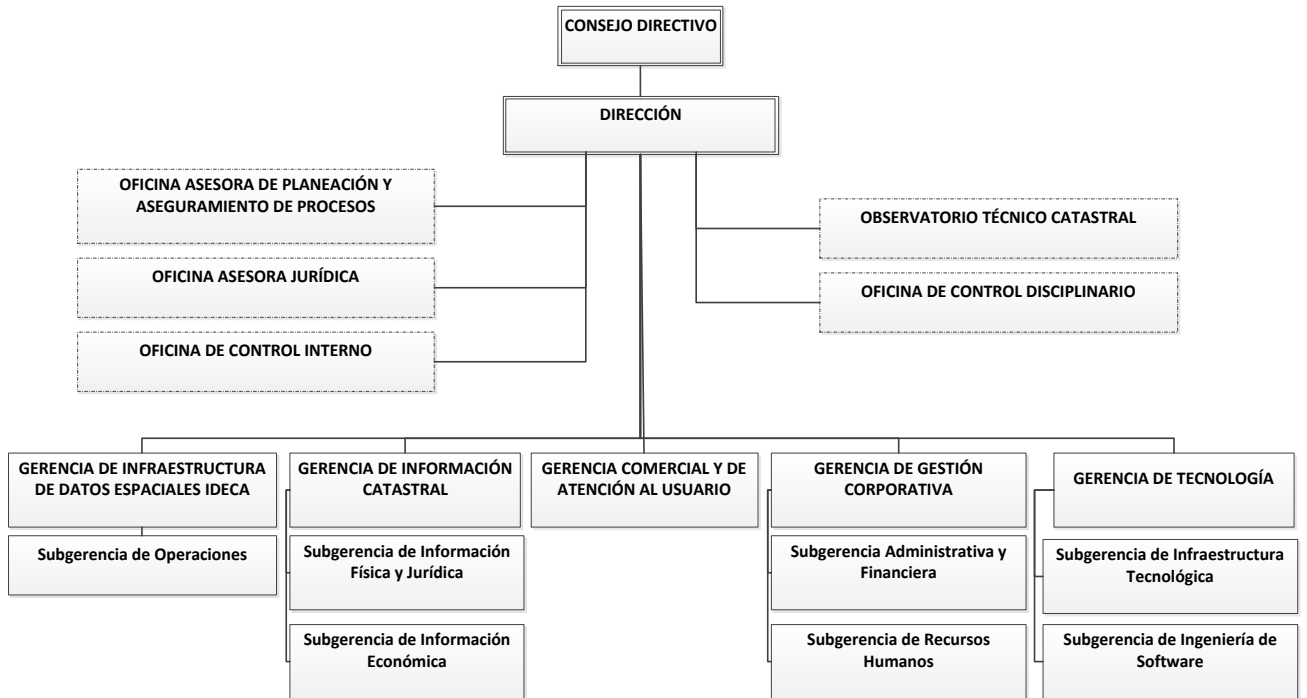 CONSEJO DIRECTIVO
DIRECCIÓN
OFICINA ASESORA DE PLANEACIÓN Y
ASEGURAMIENTO DE PROCESOS
OFICINA ASESORA JURÍDICA
OFICINA DE CONTROL INTERNO
OBSERVATORIO TÉCNICO CATASTRAL
OFICINA DE CONTROL DISCIPLINARIO
GERENCIA DE INFRAESTRUCTURA
DE DATOS ESPACIALES IDECA
Subgerencia de Operaciones
GERENCIA DE INFORMACIÓN
CATASTRAL
Subgerencia de Información
Física y Jurídica
Subgerencia de Información
Económica
GERENCIA COMERCIAL Y DE
ATENCIÓN AL USUARIO
GERENCIA DE GESTIÓN
CORPORATIVA
Subgerencia Administrativa y
Financiera
Subgerencia de Recursos
Humanos
GERENCIA DE TECNOLOGÍA
Subgerencia de Infraestructura
Tecnológica
Subgerencia de Ingeniería de
Software